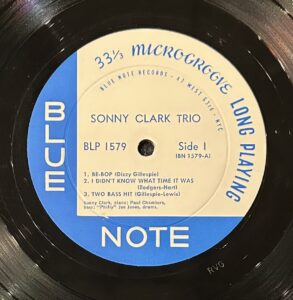 33⅓ MICROGROOVE LONG PLAYING
BLUE NOTE RECORDS · 47 WEST 63rd · NYC
SONNY CLARK TRIO
BLP 1579 Side 1
(BN 1579-A)
1. BE-BOP (Dizzy Gillespie)
2. I DIDN'T KNOW WHAT TIME IT WAS
(Rodgers-Hart)
3. TWO BASS HIT (Gillespie-Lewis)
Sonny Clark, piano; Paul Chambers,
bass; "Philly" Joe Jones, drums.
BLUE
NOTE
RVG